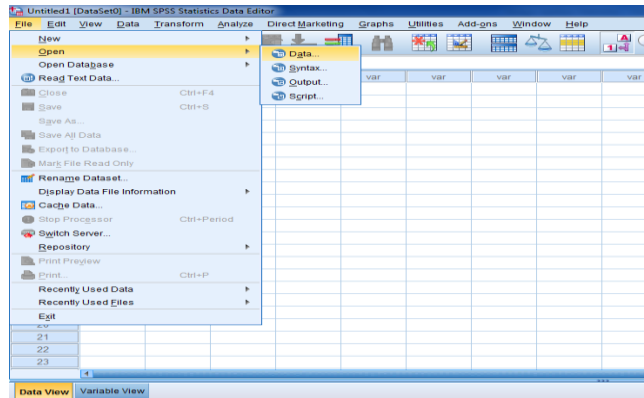 Untitled1 [DataSet0] - IBM SPSS Statistics Data Editor
File Edit View Data Transform Analyze Direct Marketing Graphs Utilities Add-ons Window Help
New
Open
Open Database
Read Text Data...
Close Ctrl+F4
Save Ctrl+S
Save As...
Save All Data
Export to Database...
Mark File Read Only
Rename Dataset...
Display Data File Information
Cache Data...
Stop Processor Ctrl+Period
Switch Server...
Repository
Print Preview
Print... Ctrl+P
Recently Used Data
Recently Used Files
Exit
Data...
Syntax...
Output...
Script...
var var var var var
20
21
22
23
Data View Variable View